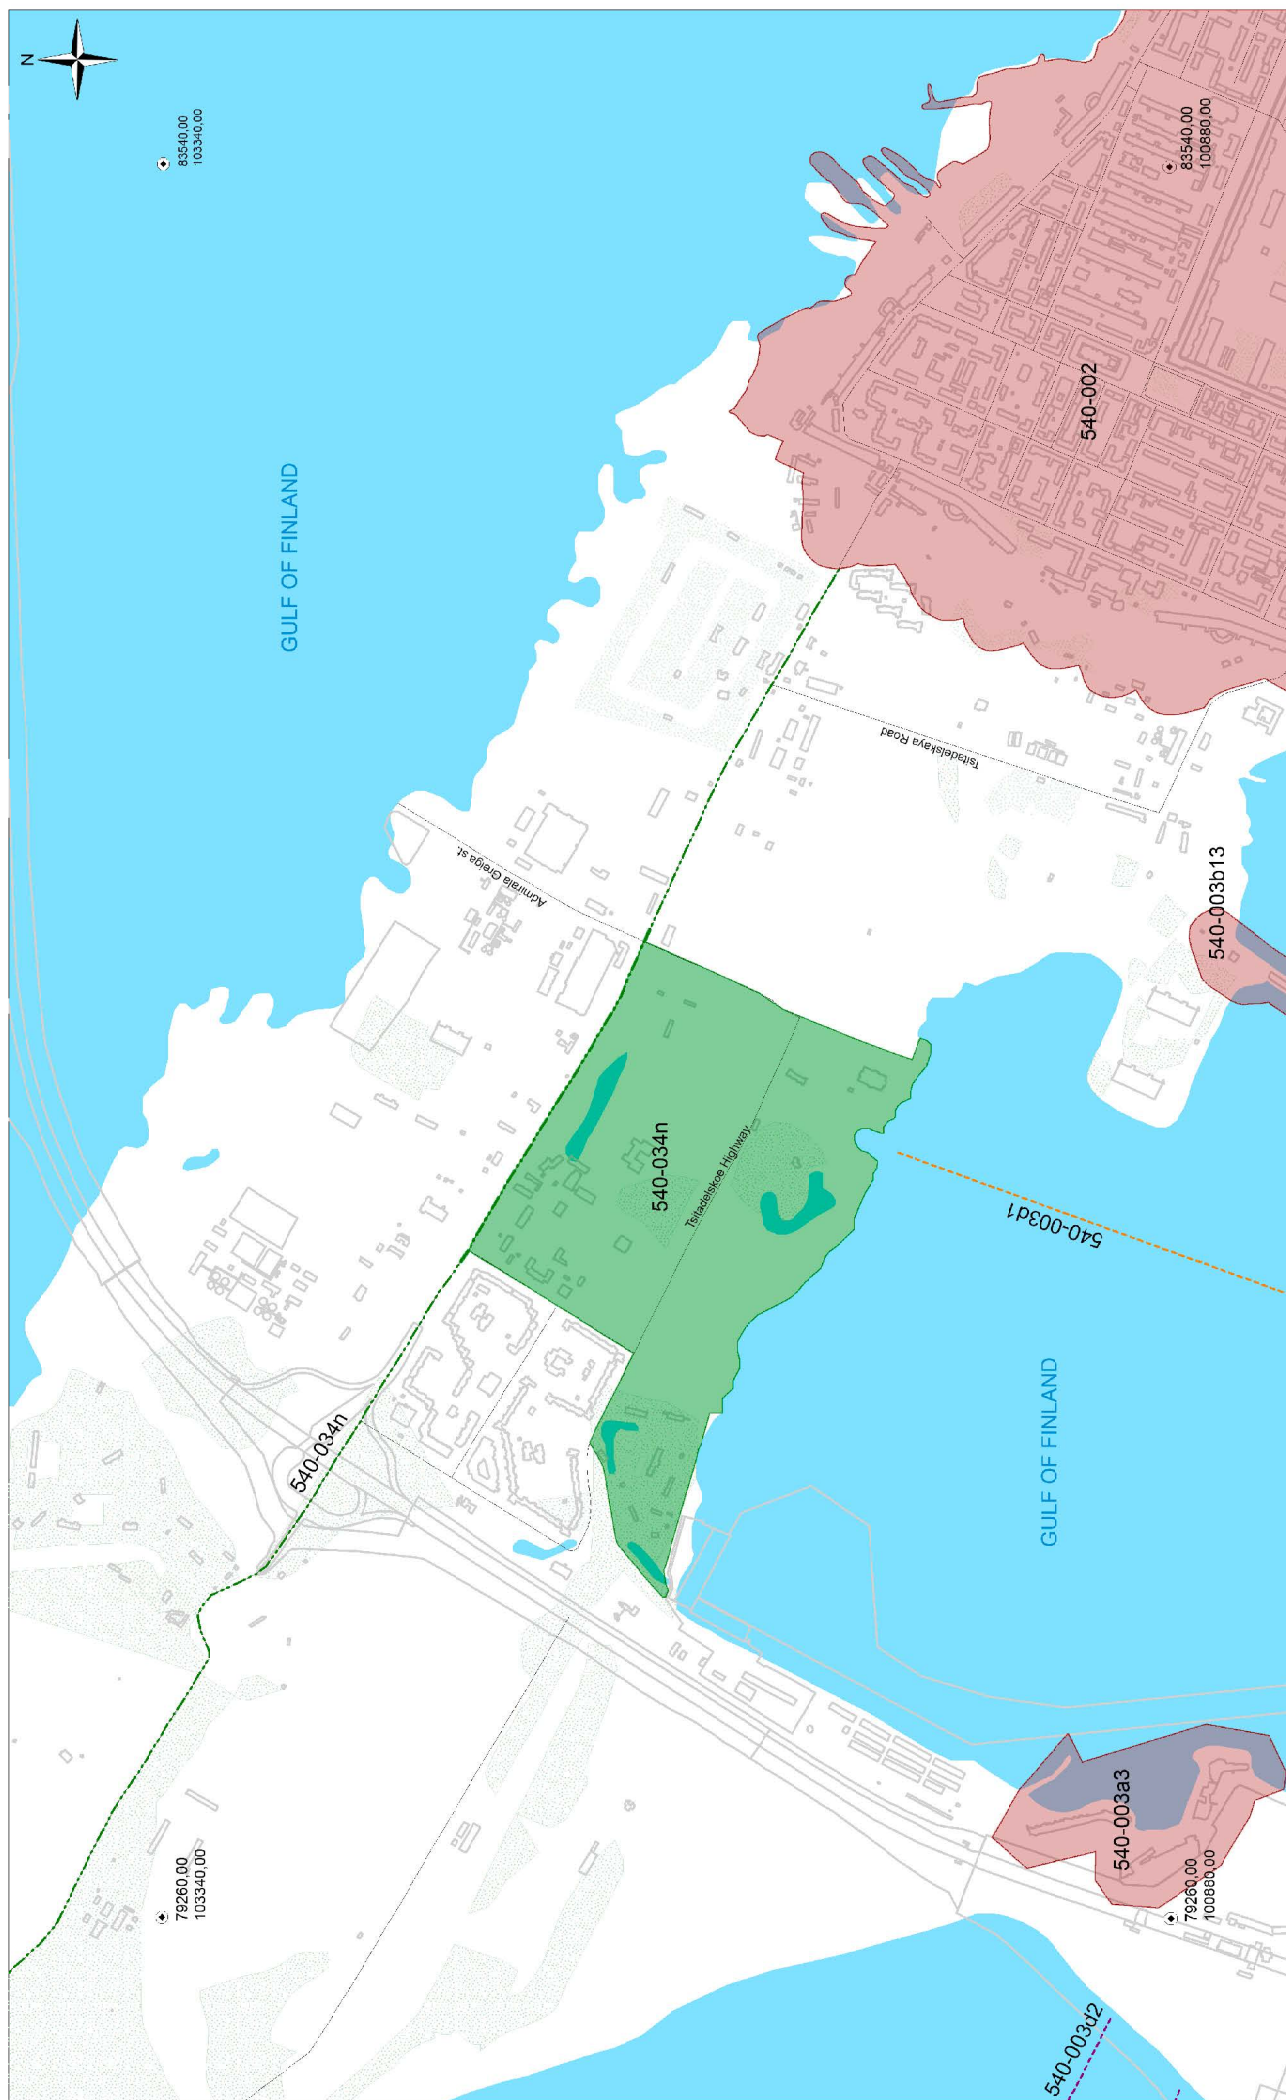 N
83540,00
103340,00
83540,00
100880,00
GULF OF FINLAND
540-002
Tsitadelskaya Road
Admirala Greiga st.
540-003b13
540-034n
Tsitadelskoe Highway
540-003d1
540-034n
GULF OF FINLAND
540-003a3
79260,00
103340,00
79260,00
100880,00
540-003d2